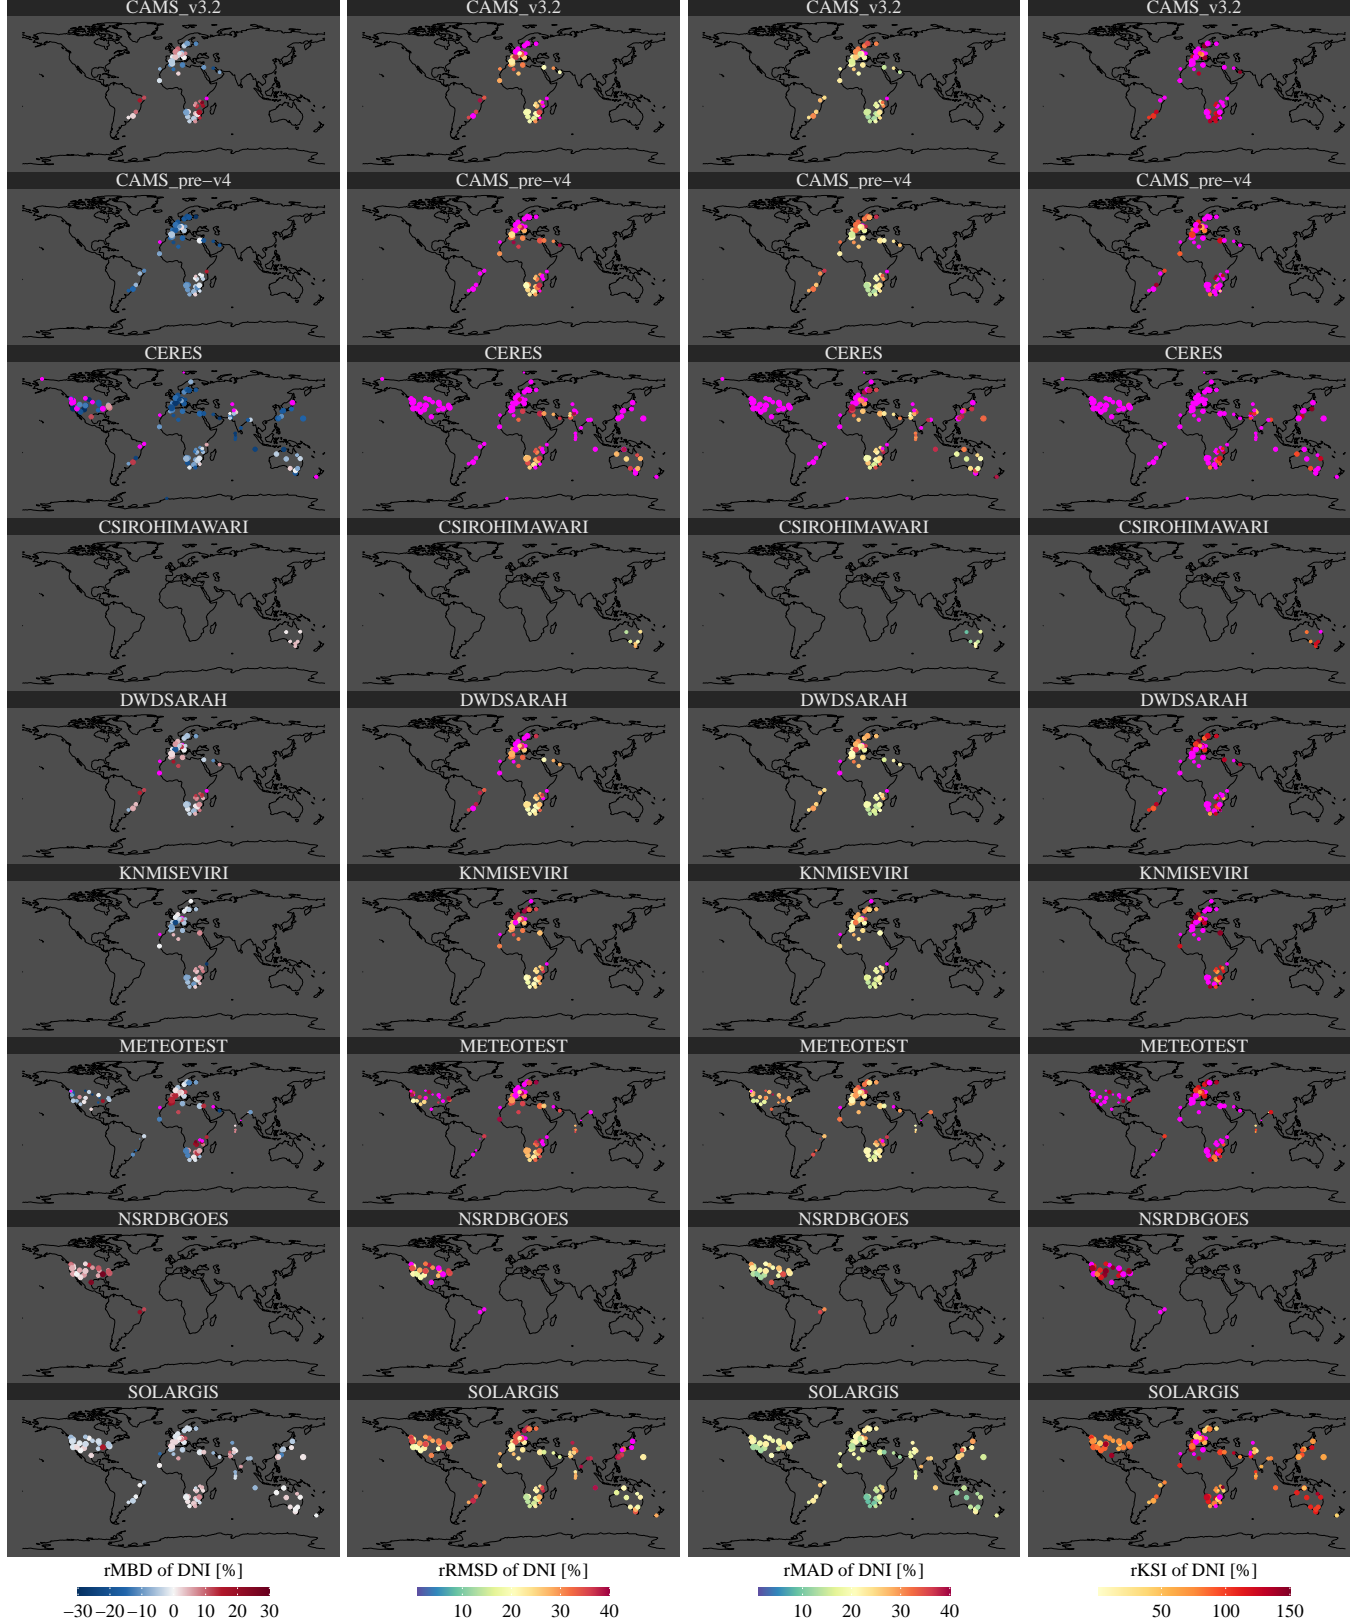 CAMS_v3.2 CAMS_v3.2 CAMS_v3.2 CAMS_v3.2
CAMS_pre−v4 CAMS_pre−v4 CAMS_pre−v4 CAMS_pre−v4
CERES CERES CERES CERES
CSIROHIMAWARI CSIROHIMAWARI CSIROHIMAWARI CSIROHIMAWARI
DWDSARAH DWDSARAH DWDSARAH DWDSARAH
KNMISEVIRI KNMISEVIRI KNMISEVIRI KNMISEVIRI
METEOTEST METEOTEST METEOTEST METEOTEST
NSRDBGOES NSRDBGOES NSRDBGOES NSRDBGOES
SOLARGIS SOLARGIS SOLARGIS SOLARGIS
rMBD of DNI [%] rRMSD of DNI [%] rMAD of DNI [%] rKSI of DNI [%]
−30 −20 −10 0 10 20 30 10 20 30 40 10 20 30 40 50 100 150